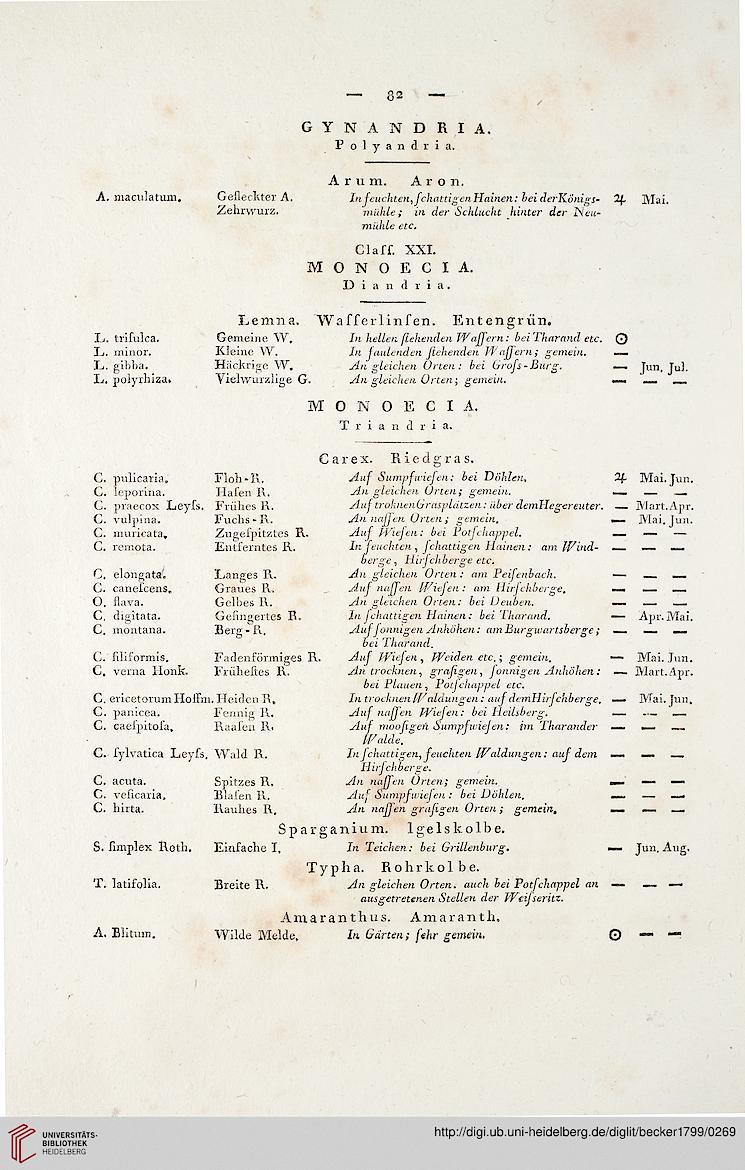 — 82 —
GYNANDRIA.
Polyandria.
Arum. Aron.
A. maculatum. Gefleckter A. In feuchten, ſchattigen Hainen: bei der Königs- ♃ Mai.
Zehrwurz. mühle; in der Schlucht hinter der Neu-
mühle etc.
Claſſ. XXI.
MONOECIA.
Diandria.
Lemna. Waſſerlinſen. Entengrün.
L. triſulca. Gemeine W. In hellen ſtehenden Waſſern: bei Tharand etc. ☉
L. minor. Kleine W. In faulenden ſtehenden Waſſern; gemein. —
L. gibba. Häckrige W. An gleichen Orten: bei Groſs-Burg. — Jun. Jul.
L. polyrhiza. Vielwurzlige G. An gleichen Orten; gemein. — — —
MONOECIA.
Triandria.
Carex. Riedgras.
C. pulicaria. Floh-R. Auf Sumpfwieſen: bei Döhlen. ♃ Mai. Jun.
C. leporina. Haſen R. An gleichen Orten; gemein. — — —
C. praecox Leyſs. Frühes R. Auf troknen Grasplätzen: über dem Hegereuter. — Mart. Apr.
C. vulpina. Fuchs-R. An naſſen Orten; gemein. — Mai. Jun.
C. muricata. Zugeſpitztes R. Auf Wieſen: bei Potſchappel. — — —
C. remota. Entferntes R. In feuchten, ſchattigen Hainen: am Wind- — — —
berge, Hirſchberge etc.
C. elongata. Langes R. An gleichen Orten: am Peiſenbach. — — —
C. caneſcens. Graues R. Auf naſſen Wieſen: am Hirſchberge. — — —
O. flava. Gelbes R. An gleichen Orten: bei Deuben. — — —
C. digitata. Gefingertes R. In ſchattigen Hainen: bei Tharand. — Apr. Mai.
C. montana. Berg-R. Auf ſonnigen Anhöhen: am Burgwartsberge; — — —
bei Tharand.
C. filiformis. Fadenförmiges R. Auf Wieſen, Weiden etc.; gemein. — Mai. Jun.
C. verna Honk. Früheſtes R. An trocknen, graſigen, ſonnigen Anhöhen: — Mart. Apr.
bei Plauen, Potſchappel etc.
C. ericetorum Hoffm. Heiden R. In trocknen Waldungen: auf dem Hirſchberge. — Mai. Jun.
C. panicea. Fennig R. Auf naſſen Wieſen: bei Heilsberg. — — —
C. caeſpitoſa. Raaſen R. Auf mooſigen Sumpfwieſen: im Tharander — — —
Walde.
C. ſylvatica Leyſs. Wald R. In ſchattigen, feuchten Waldungen: auf dem — — —
Hirſchberge.
C. acuta. Spitzes R. An naſſen Orten; gemein. — — —
C. veſicaria. Blaſen R. Auf Sumpfwieſen: bei Döhlen. — — —
C. hirta. Rauhes R. An naſſen graſigen Orten; gemein. — — —
Sparganium. Igelskolbe.
S. ſimplex Roth. Einfache I. In Teichen: bei Grillenburg. — Jun. Aug.
Typha. Rohrkolbe.
T. latifolia. Breite R. An gleichen Orten. auch bei Potſchappel an — — —
ausgetretenen Stellen der Weiſseritz.
Amaranthus. Amaranth.
A. Blitum. Wilde Melde. In Gärten; ſehr gemein. ☉ — —
UNIVERSITÄTS-
BIBLIOTHEK
HEIDELBERG
http://digi.ub.uni-heidelberg.de/diglit/becker1799/0269